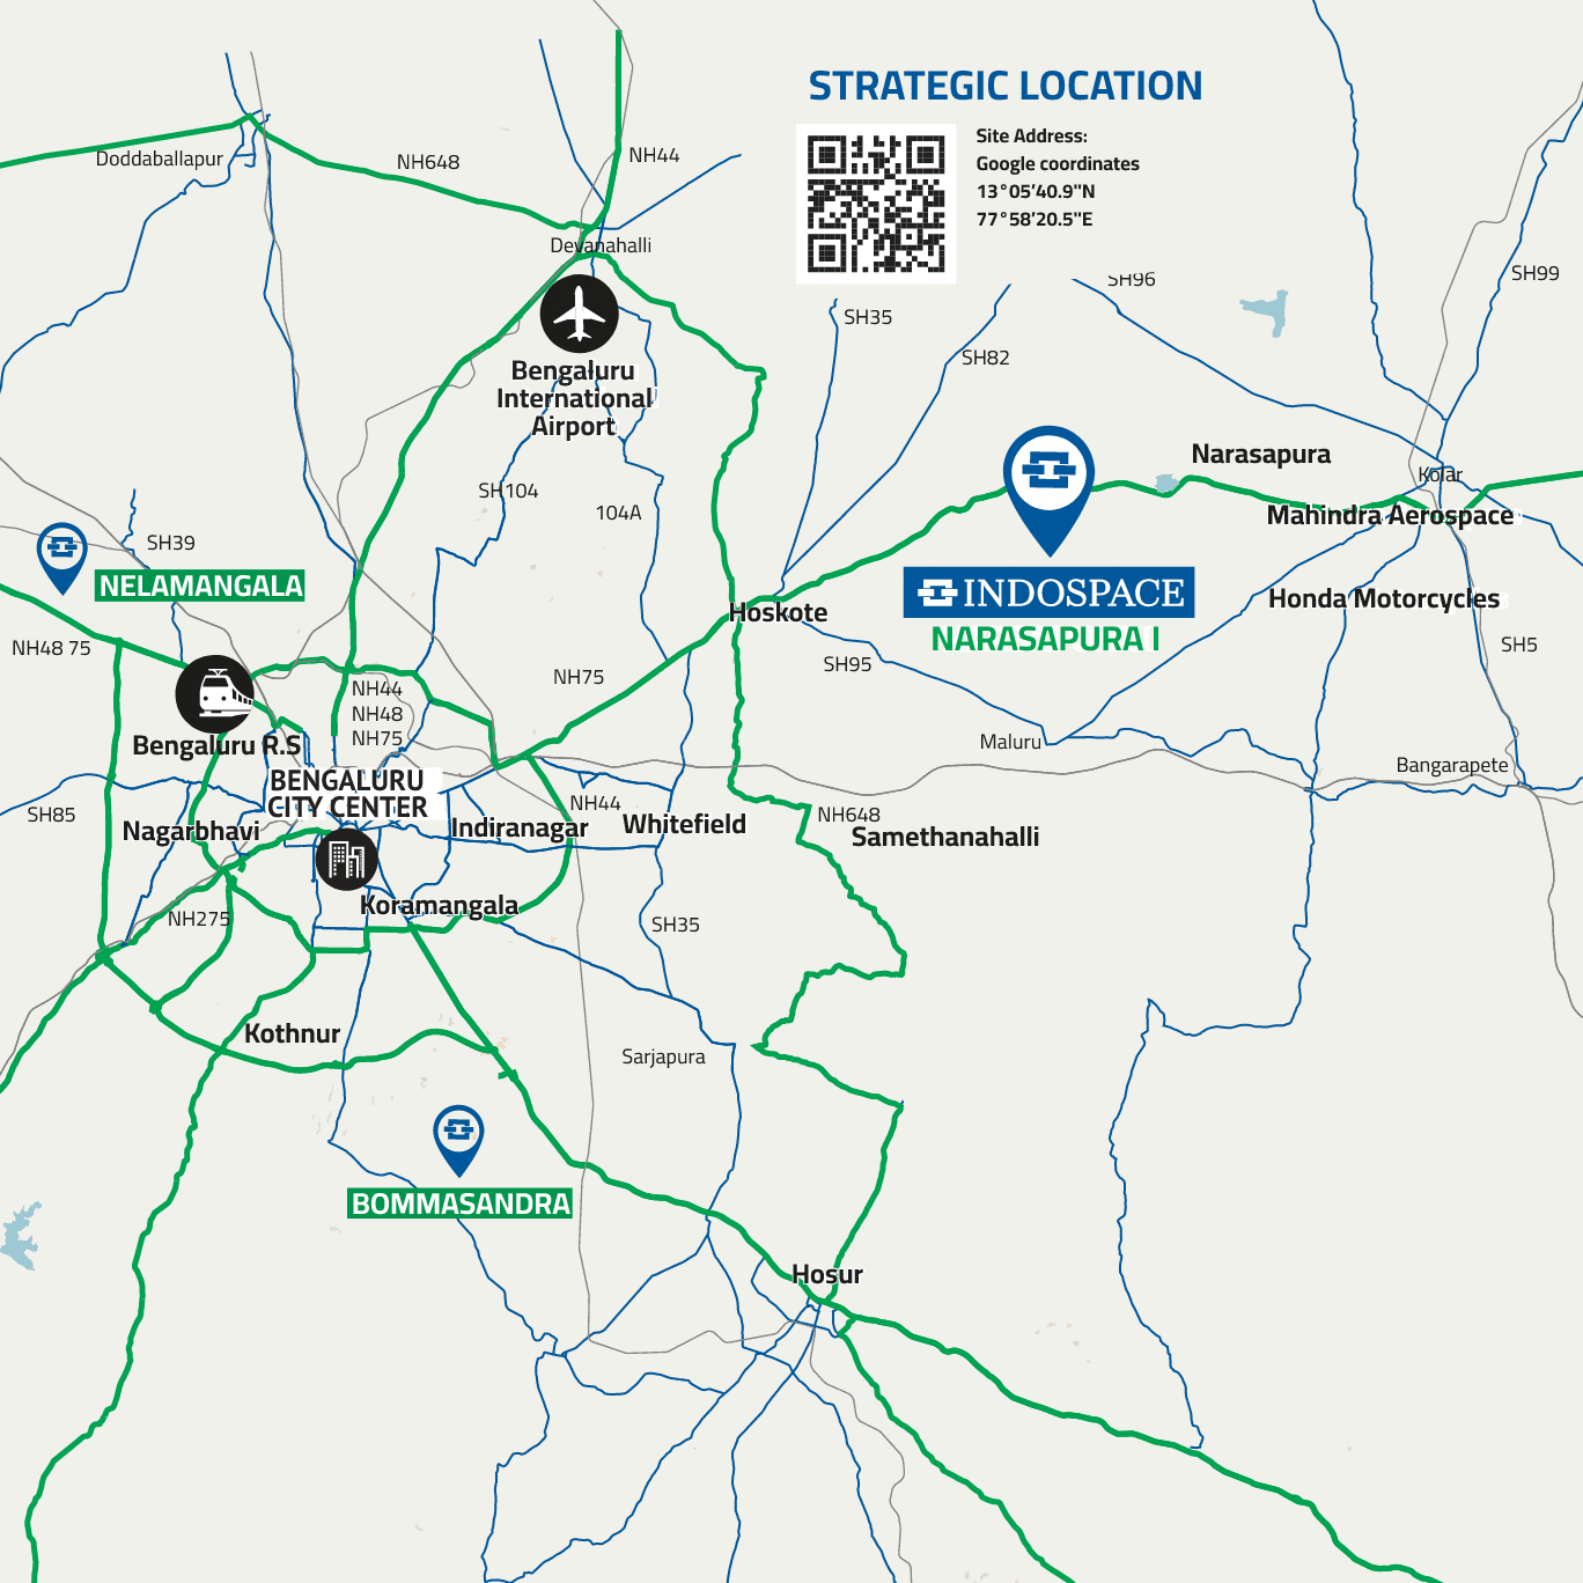 STRATEGIC LOCATION
Site Address:
Google coordinates
13°05'40.9"N
77°58'20.5"E
Doddaballapur
NH648
NH44
Devanahalli
SH96
SH99
SH35
SH82
Bengaluru
International
Airport
Narasapura
Kolar
SH104
104A
Mahindra Aerospace
SH39
NELAMANGALA
INDOSPACE
NARASAPURA I
Hoskote
Honda Motorcycles
NH48 75
SH95
SH5
NH75
NH44
NH48
NH75
Bengaluru R.S
Maluru
Bangarapete
BENGALURU
CITY CENTER
SH85
Nagarbhavi
Indiranagar
NH44
Whitefield
NH648
Samethanahalli
Koramangala
NH275
SH35
Kothnur
Sarjapura
BOMMASANDRA
Hosur